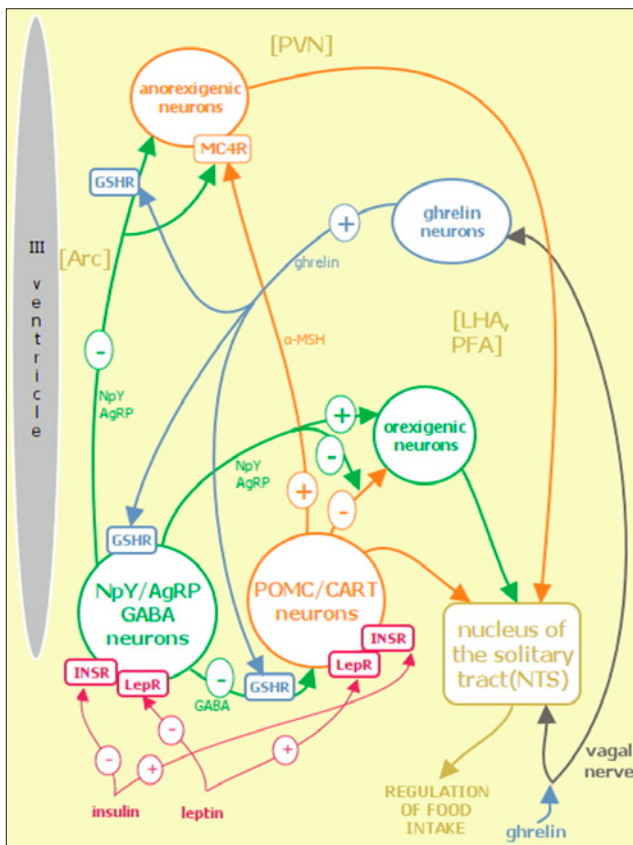 [PVN]
anorexigenic
neurons
MC4R
GSHR
+
ghrelin
neurons
III
ventricle
[Arc]
ghrelin
[LHA,
PFA]
α-MSH
-
NpY
AgRP
+
orexigenic
neurons
NpY
AgRP
-
+
-
GSHR
NpY/AgRP
GABA
neurons
POMC/CART
neurons
nucleus of
the solitary
tract(NTS)
INSR
LepR
INSR
LepR
-
GSHR
GABA
-
-
+
+
insulin
leptin
vagal
nerve
REGULATION
OF FOOD
INTAKE
ghrelin